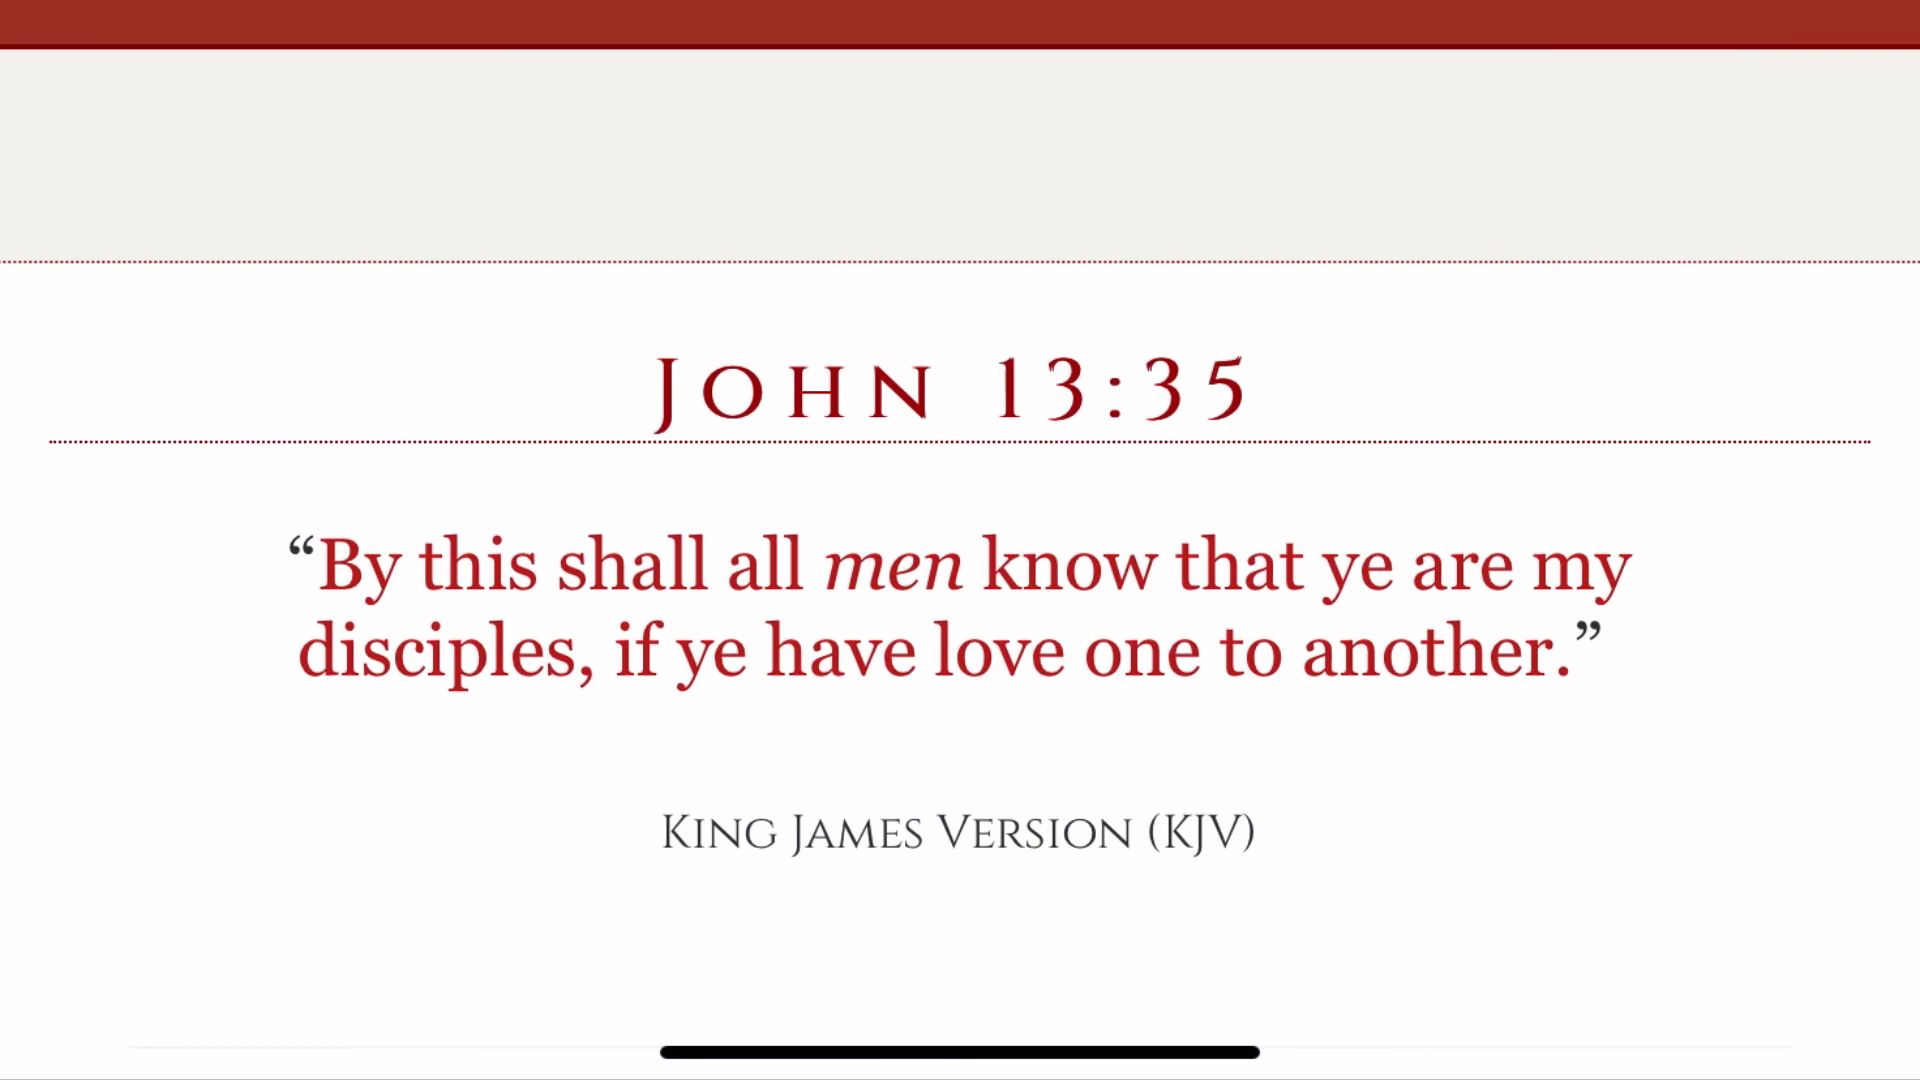 John 13:35
“By this shall all men know that ye are my
disciples, if ye have love one to another.”
King James Version (KJV)